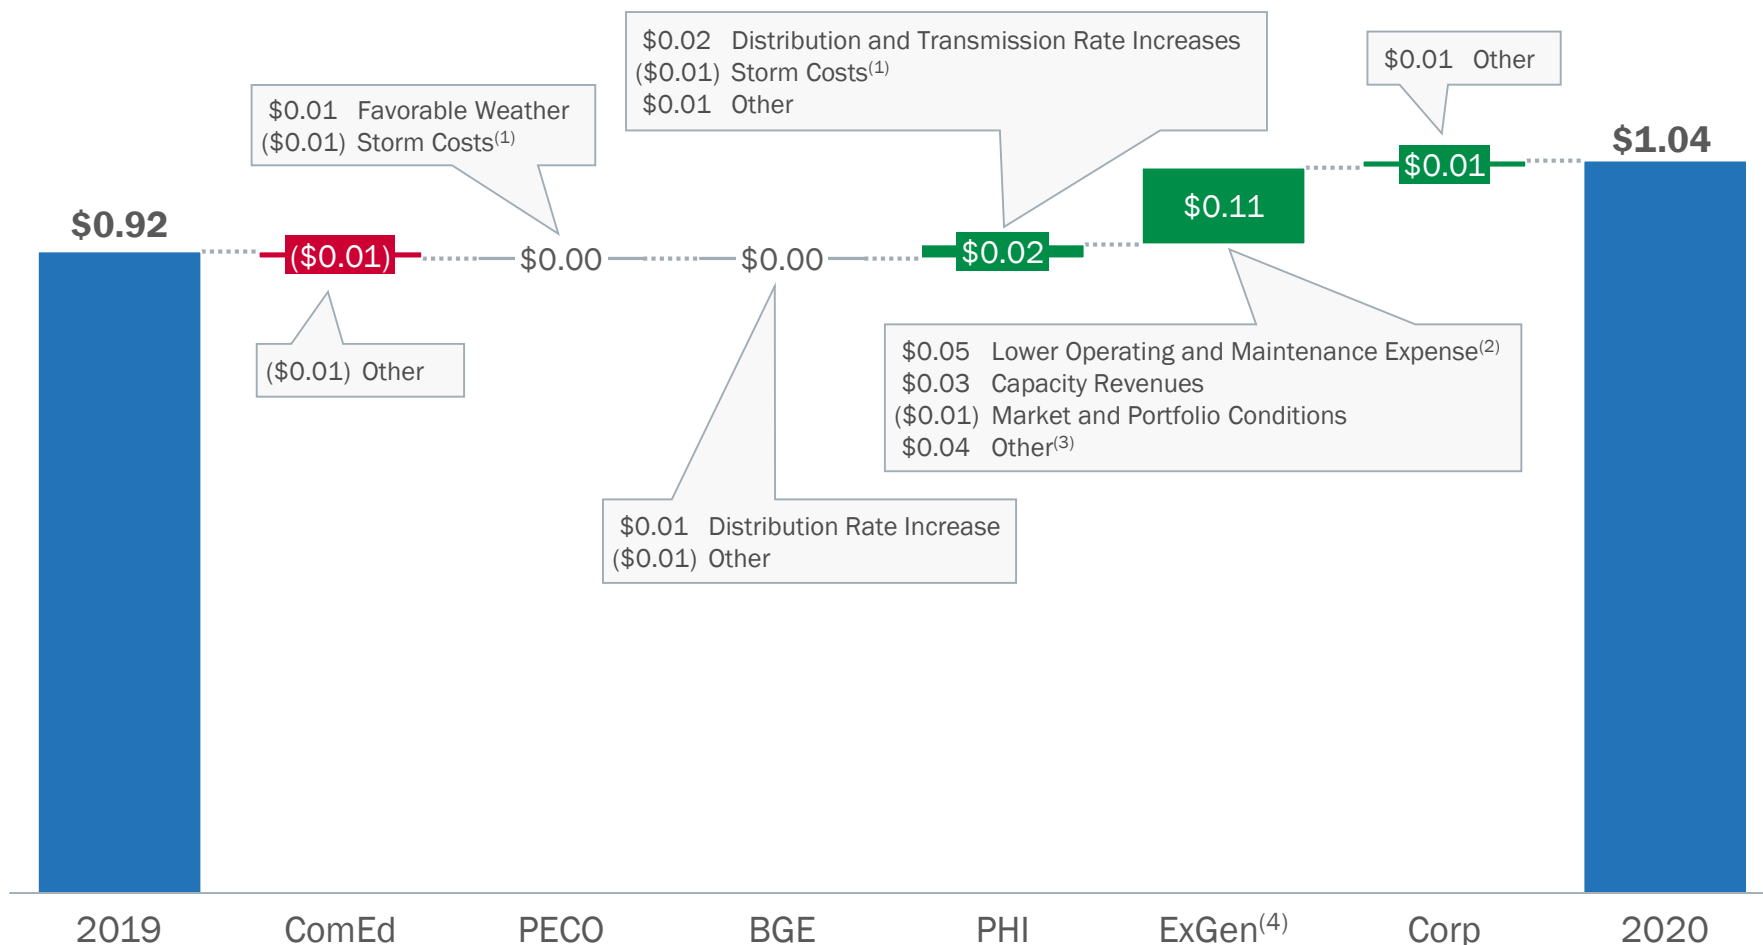 $0.02 Distribution and Transmission Rate Increases
($0.01) Storm Costs(1)
$0.01 Other
$0.01 Other
$0.01 Favorable Weather
($0.01) Storm Costs(1)
$0.92
($0.01)
$0.00
$0.00
$0.02
$0.11
$0.01
$1.04
($0.01) Other
$0.05 Lower Operating and Maintenance Expense(2)
$0.03 Capacity Revenues
($0.01) Market and Portfolio Conditions
$0.04 Other(3)
$0.01 Distribution Rate Increase
($0.01) Other
2019 ComEd PECO BGE PHI ExGen(4) Corp 2020